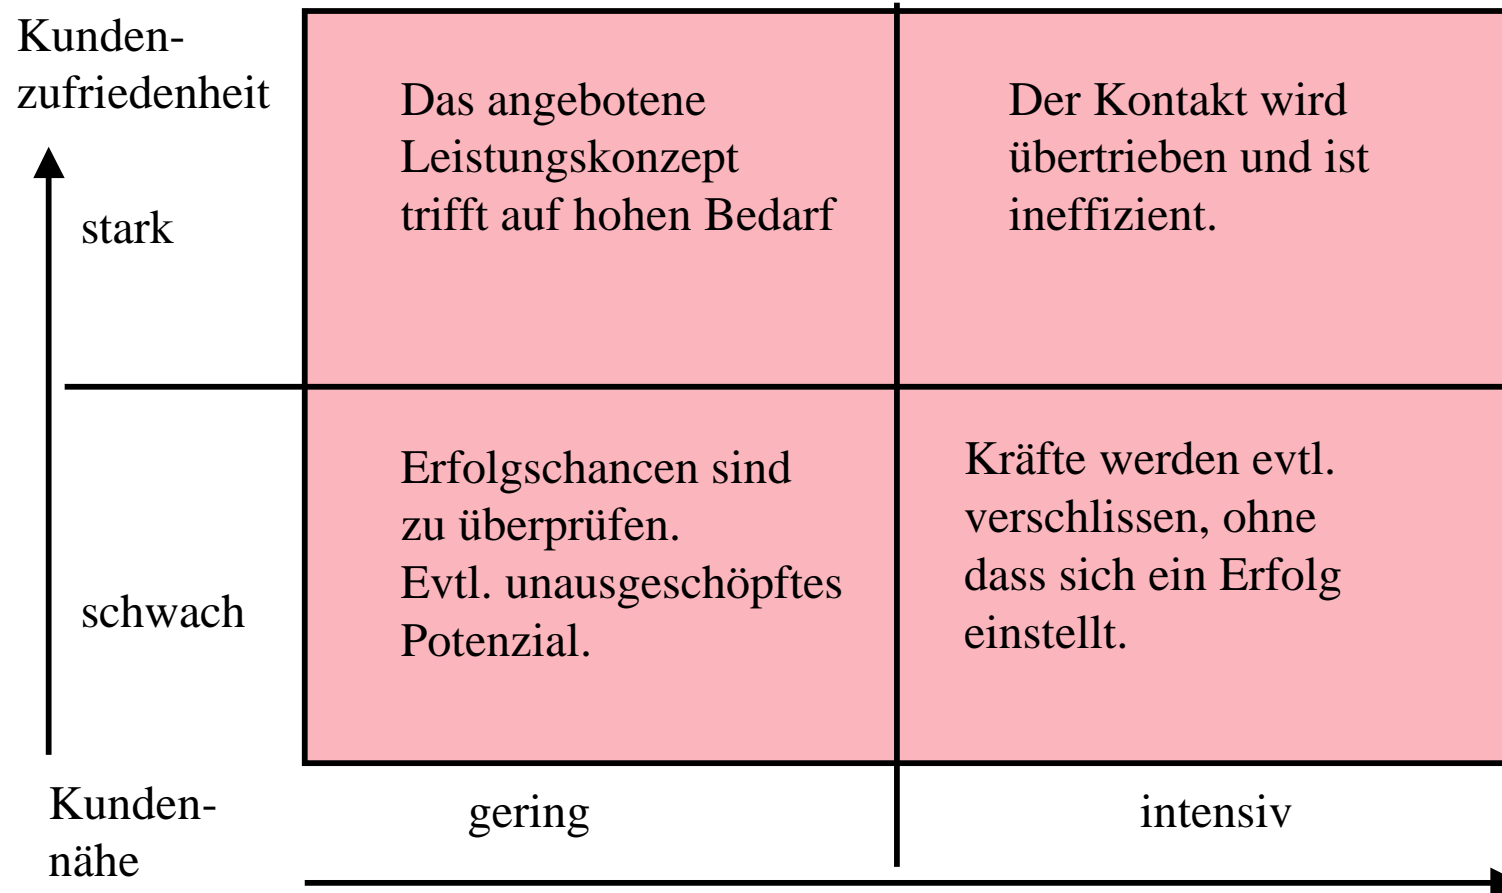 Kunden-
zufriedenheit
stark
Das angebotene
Leistungskonzept
trifft auf hohen Bedarf
Der Kontakt wird
übertrieben und ist
ineffizient.
schwach
Erfolgschancen sind
zu überprüfen.
Evtl. unausgeschöpftes
Potenzial.
Kräfte werden evtl.
verschlissen, ohne
dass sich ein Erfolg
einstellt.
Kunden-
nähe
gering
intensiv